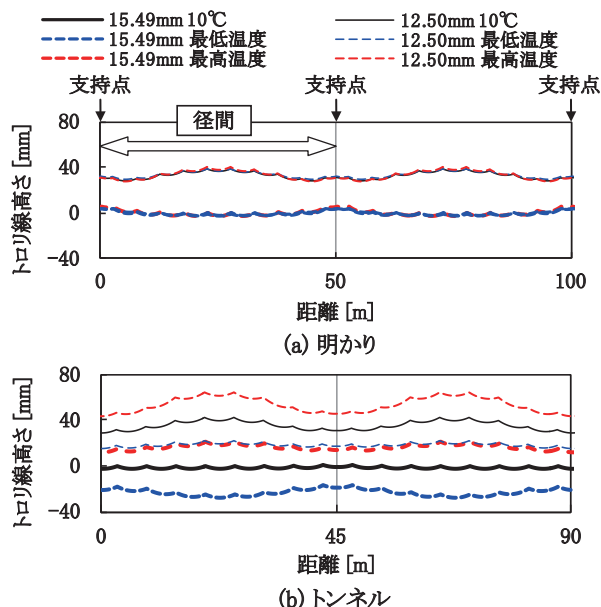 15.49mm 10℃ 12.50mm 10℃
15.49mm 最低温度 12.50mm 最低温度
15.49mm 最高温度 12.50mm 最高温度
支持点 支持点 支持点
径間
トロリ線高さ [mm]
80
40
0
-40
0 50 100
距離 [m]
(a) 明かり
トロリ線高さ [mm]
80
40
0
-40
0 45 90
距離 [m]
(b) トンネル